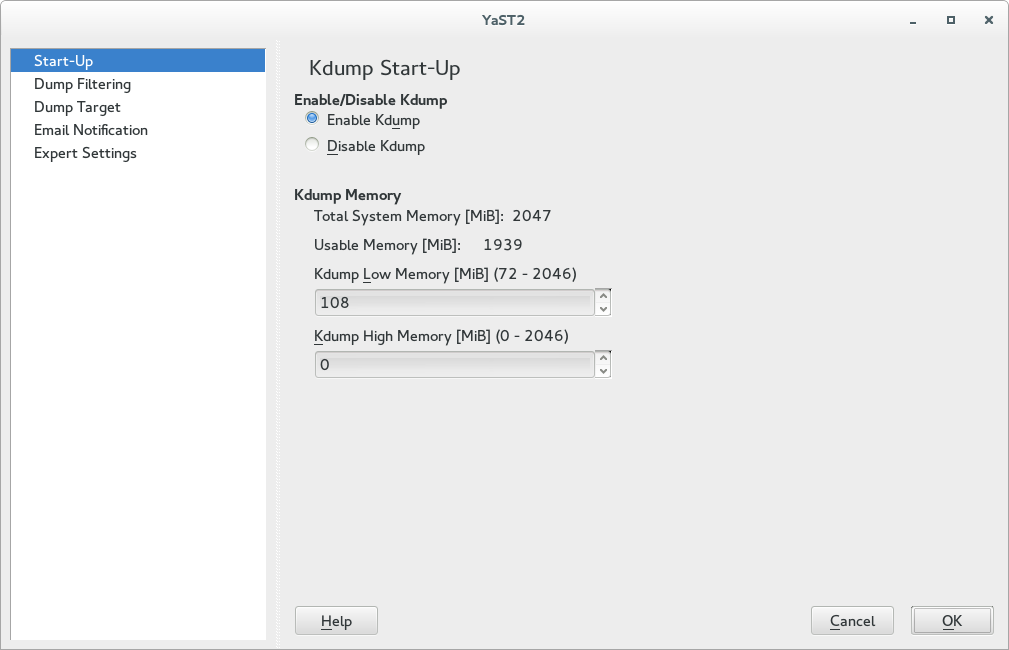 YaST2
Start-Up
Dump Filtering
Dump Target
Email Notification
Expert Settings
Kdump Start-Up
Enable/Disable Kdump
Enable Kdump
Disable Kdump
Kdump Memory
Total System Memory [MiB]: 2047
Usable Memory [MiB]: 1939
Kdump Low Memory [MiB] (72 - 2046)
108
Kdump High Memory [MiB] (0 - 2046)
0
Help
Cancel
OK